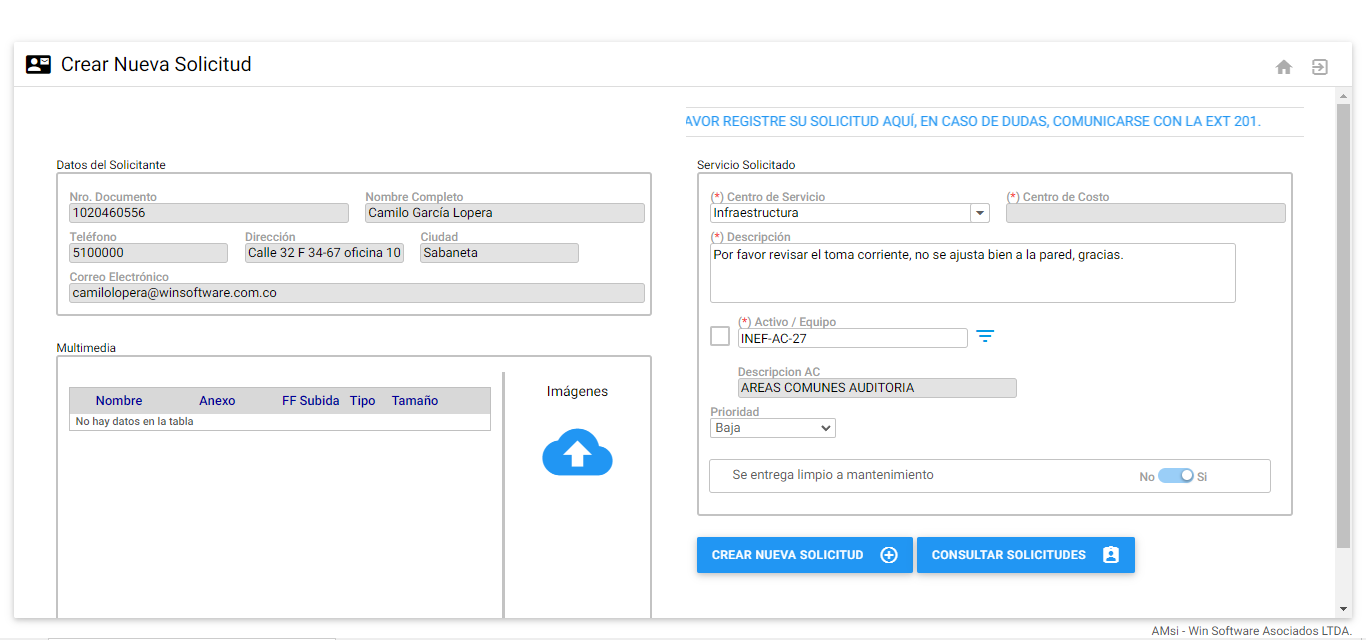 Crear Nueva Solicitud
AVOR REGISTRE SU SOLICITUD AQUÍ, EN CASO DE DUDAS, COMUNICARSE CON LA EXT 201.
Datos del Solicitante
Nro. Documento Nombre Completo
1020460556 Camilo García Lopera
Teléfono Dirección Ciudad
5100000 Calle 32 F 34-67 oficina 10 Sabaneta
Correo Electrónico
camilolopera@winsoftware.com.co
Multimedia
Nombre Anexo FF Subida Tipo Tamaño
No hay datos en la tabla
Imágenes
Servicio Solicitado
(*) Centro de Servicio (*) Centro de Costo
Infraestructura
(*) Descripción
Por favor revisar el toma corriente, no se ajusta bien a la pared, gracias.
(*) Activo / Equipo
INEF-AC-27
Descripcion AC
AREAS COMUNES AUDITORIA
Prioridad
Baja
Se entrega limpio a mantenimiento No Si
CREAR NUEVA SOLICITUD CONSULTAR SOLICITUDES
AMsi - Win Software Asociados LTDA.